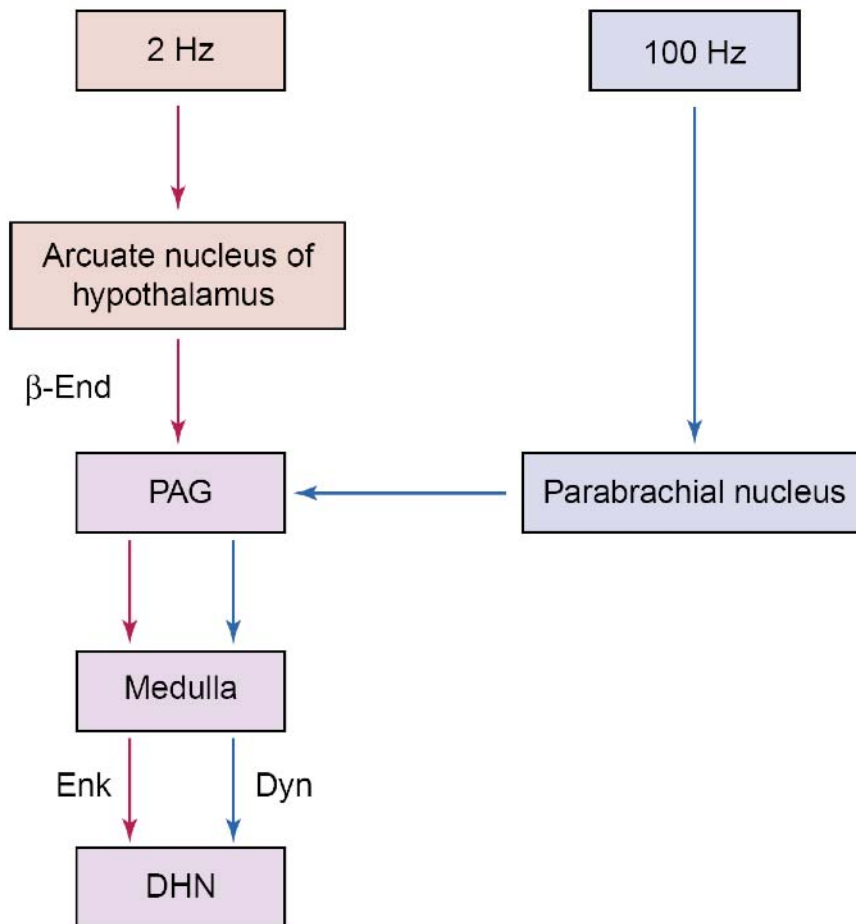 2 Hz
100 Hz
Arcuate nucleus of
hypothalamus
β-End
PAG
Parabrachial nucleus
Medulla
Enk
Dyn
DHN